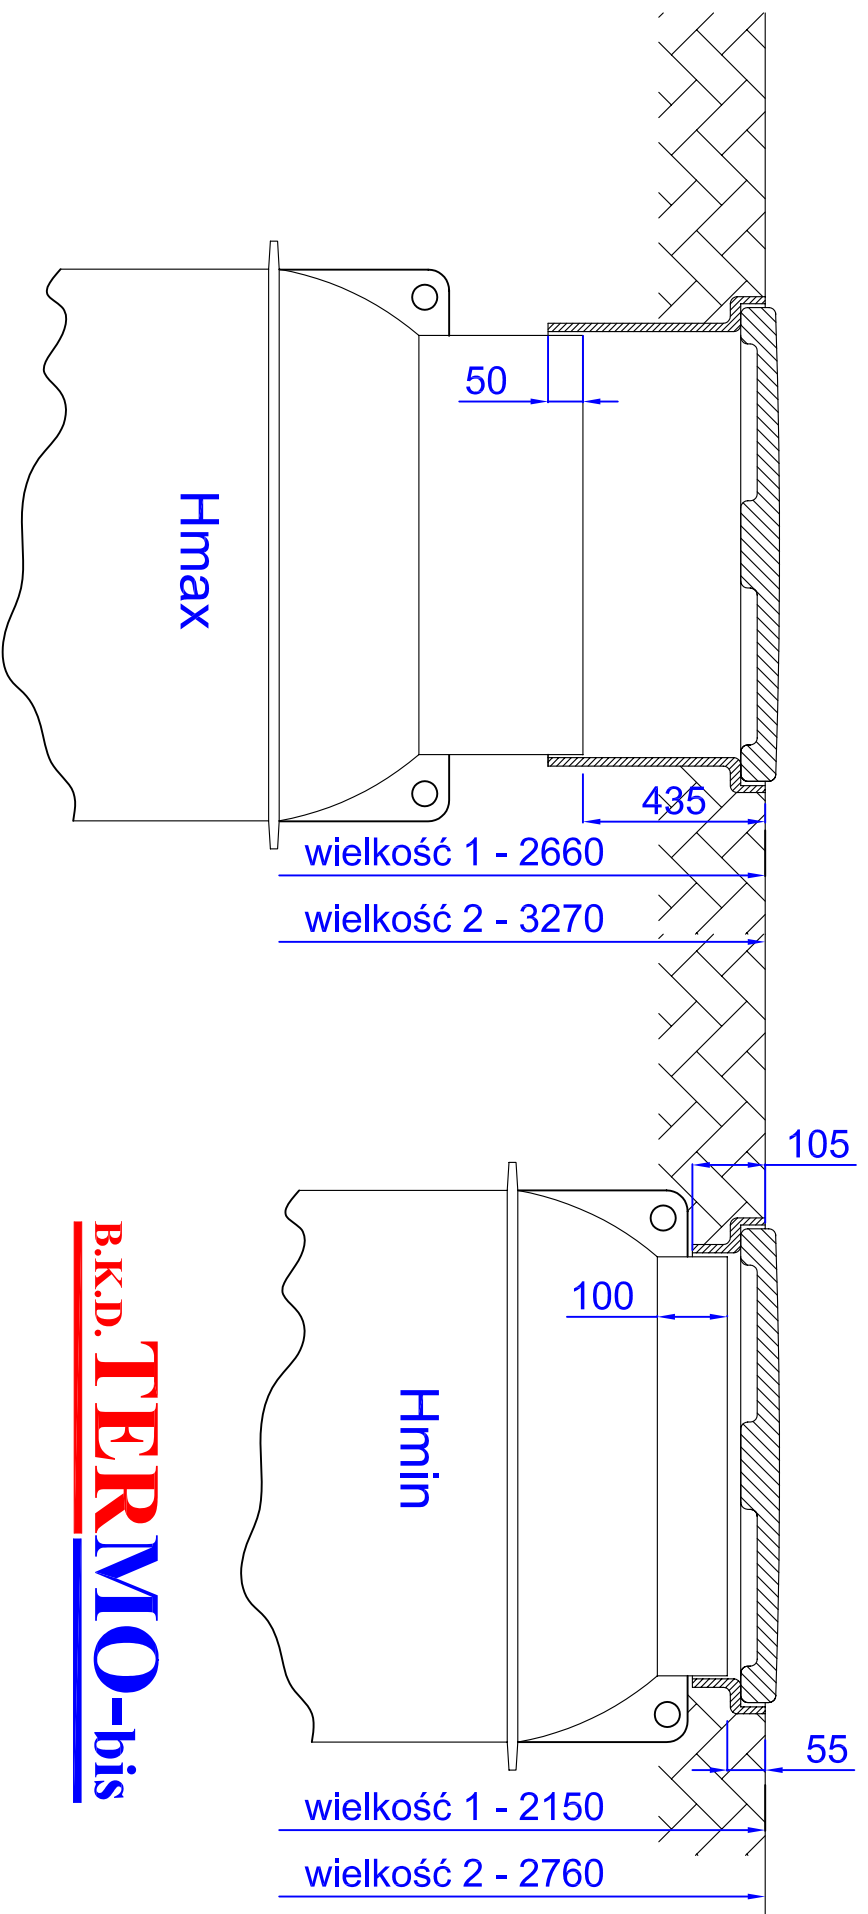 50
Hmax
435
wielkość 1 - 2660
wielkość 2 - 3270
105
100
Hmin
55
wielkość 1 - 2150
wielkość 2 - 2760
B.K.D. TERMO-bis